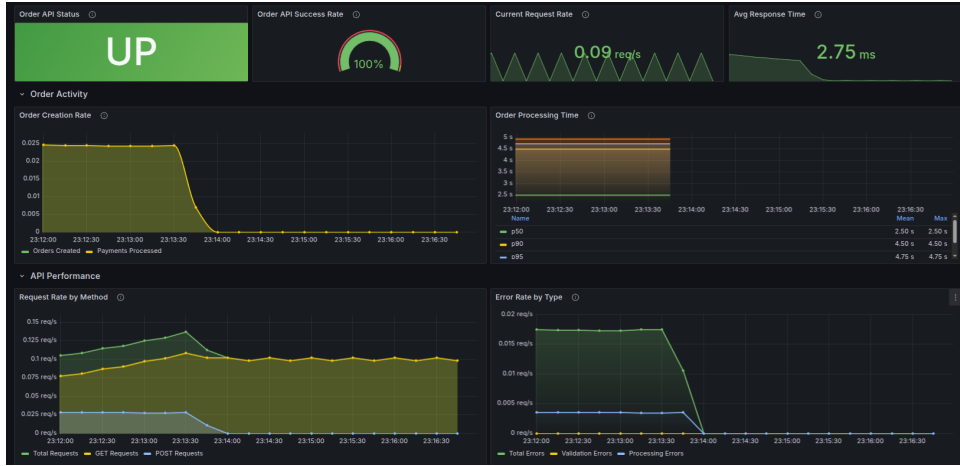 Order API Status
Order API Success Rate
Current Request Rate
Avg Response Time
UP
100%
0.09 req/s
2.75 ms
Order Activity
Order Creation Rate
0.025
0.02
0.015
0.01
0.005
0
23:12:00 23:12:30 23:13:00 23:13:30 23:14:00 23:14:30 23:15:00 23:15:30 23:16:00 23:16:30
Orders Created Payments Processed
Order Processing Time
5 s
4.5 s
4 s
3.5 s
3 s
2.5 s
23:12:00 23:12:30 23:13:00 23:13:30 23:14:00 23:14:30 23:15:00 23:15:30 23:16:00 23:16:30
Name Mean Max
p50 2.50 s 2.50 s
p90 4.50 s 4.50 s
p95 4.75 s 4.75 s
API Performance
Request Rate by Method
0.15 req/s
0.125 req/s
0.1 req/s
0.075 req/s
0.05 req/s
0.025 req/s
0 req/s
23:12:00 23:12:30 23:13:00 23:13:30 23:14:00 23:14:30 23:15:00 23:15:30 23:16:00 23:16:30
Total Requests GET Requests POST Requests
Error Rate by Type
0.02 req/s
0.015 req/s
0.01 req/s
0.005 req/s
0 req/s
23:12:00 23:12:30 23:13:00 23:13:30 23:14:00 23:14:30 23:15:00 23:15:30 23:16:00 23:16:30
Total Errors Validation Errors Processing Errors